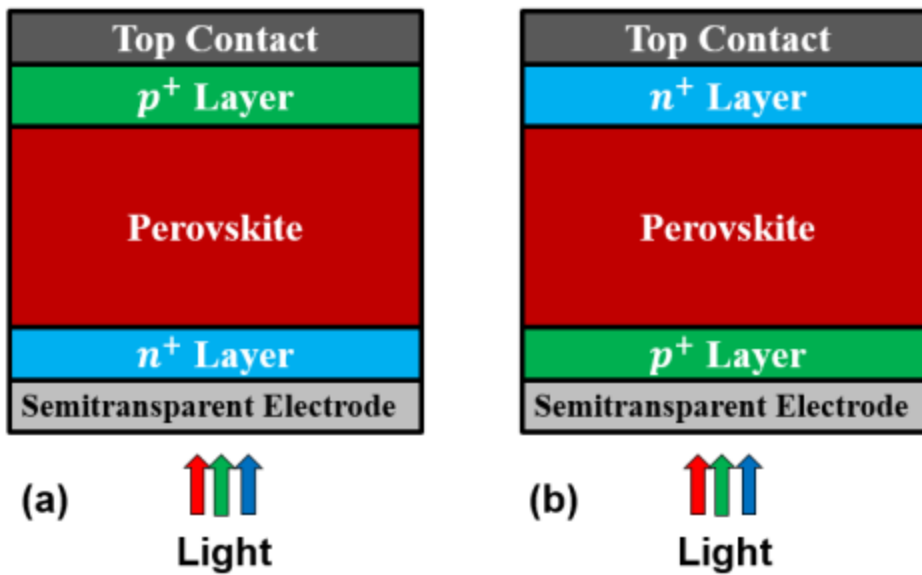 Top Contact
p⁺ Layer
Perovskite
n⁺ Layer
Semitransparent Electrode
(a)
Light
Top Contact
n⁺ Layer
Perovskite
p⁺ Layer
Semitransparent Electrode
(b)
Light